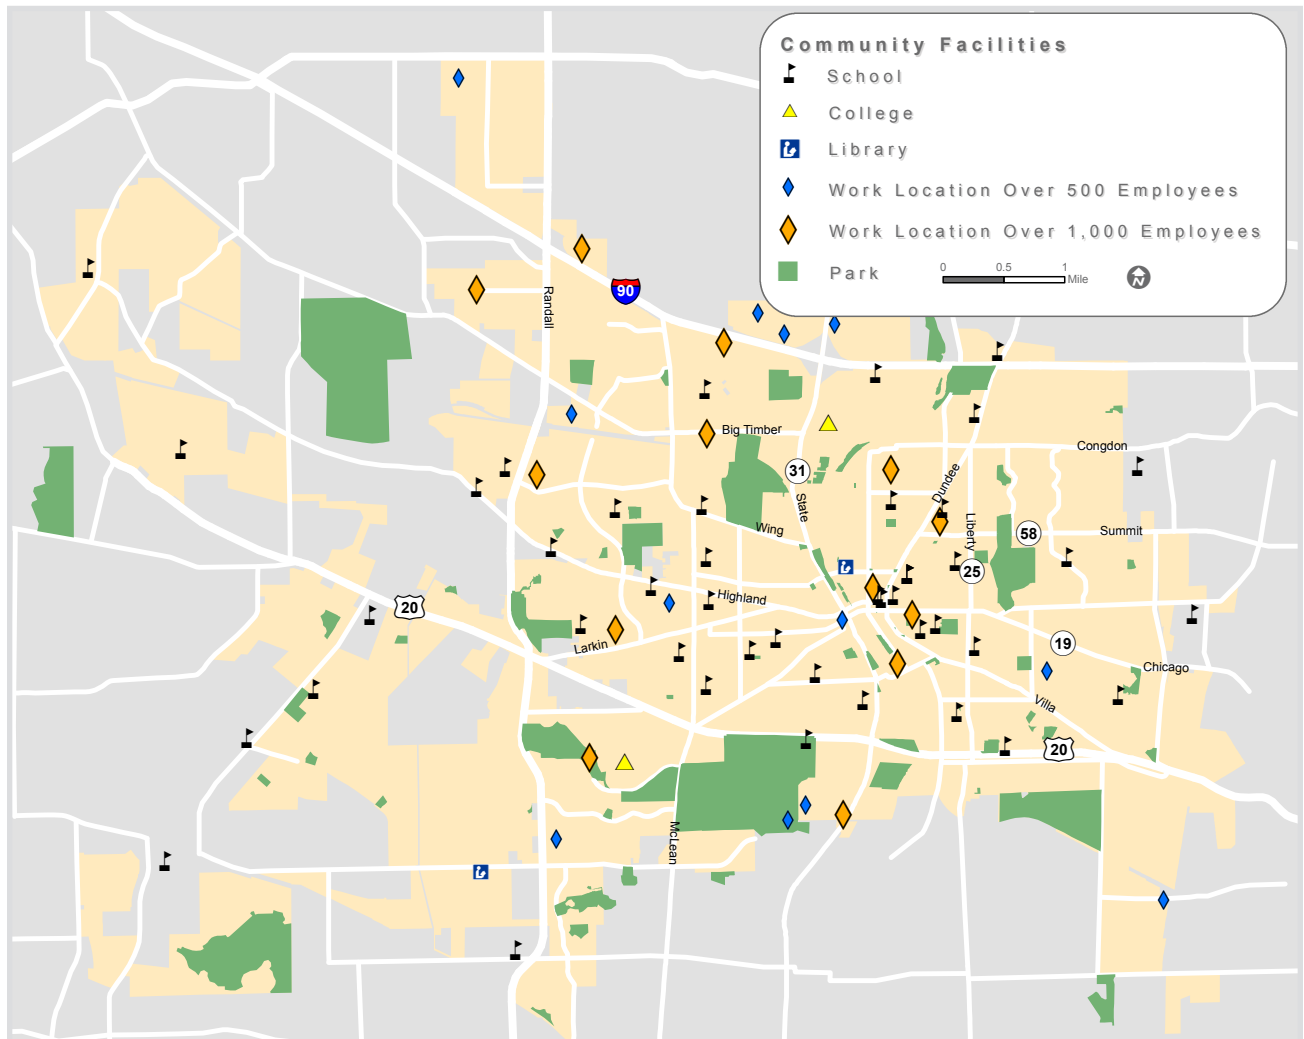 Community Facilities
School
College
Library
Work Location Over 500 Employees
Work Location Over 1,000 Employees
Park
0 0.5 1
Mile
N
90
Randall
Big Timber
31
State
Congdon
Dundee
Liberty
Summit
58
Wing
25
20
Highland
Larkin
19
Chicago
Villa
20
McLean